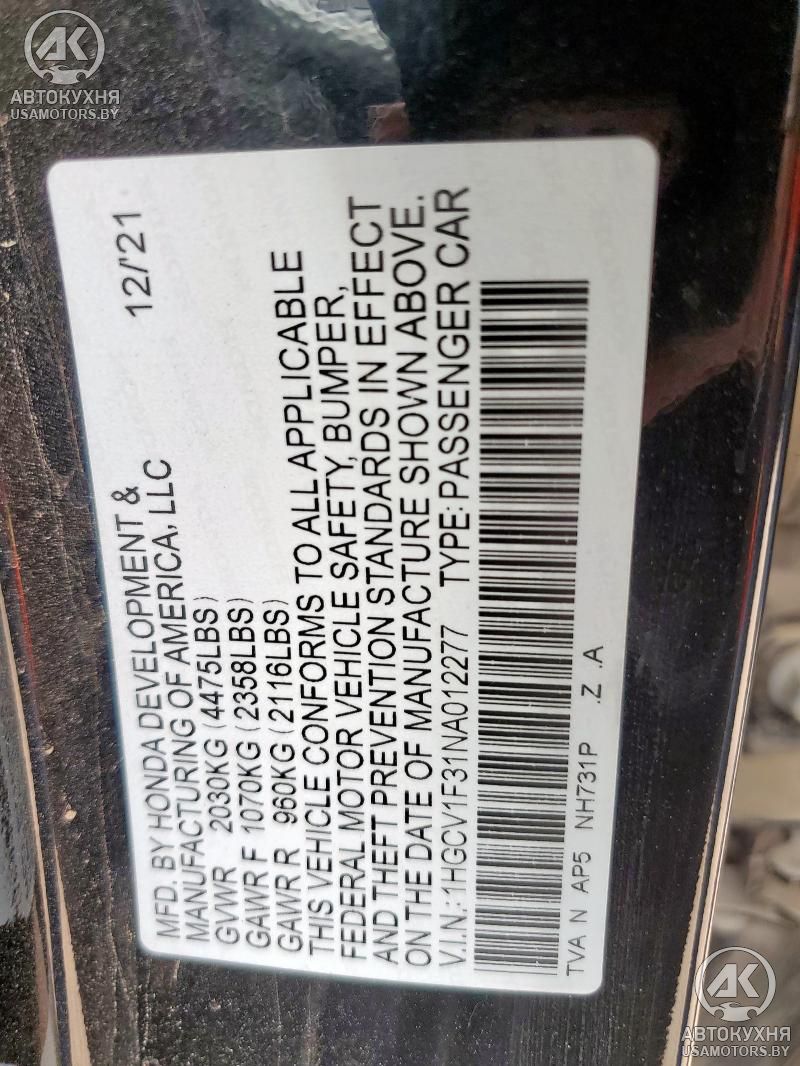 AK
АВТОКУХНЯ
USAMOTORS.BY
MFD. BY HONDA DEVELOPMENT &
MANUFACTURING OF AMERICA, LLC 12/'21
GVWR 2030KG (4475LBS)
GAWR F 1070KG (2358LBS)
GAWR R 960KG (2116LBS)
THIS VEHICLE CONFORMS TO ALL APPLICABLE
FEDERAL MOTOR VEHICLE SAFETY, BUMPER,
AND THEFT PREVENTION STANDARDS IN EFFECT
ON THE DATE OF MANUFACTURE SHOWN ABOVE.
V.I.N.: 1HGCV1F31NA012277 TYPE: PASSENGER CAR
TVA N AP5 NH731P .Z .A
AK
АВТОКУХНЯ
USAMOTORS.BY